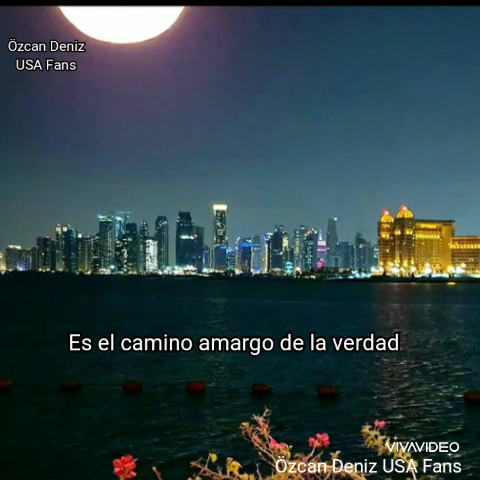 Özcan Deniz
USA Fans
Es el camino amargo de la verdad
VIVAVIDEO
Özcan Deniz USA Fans